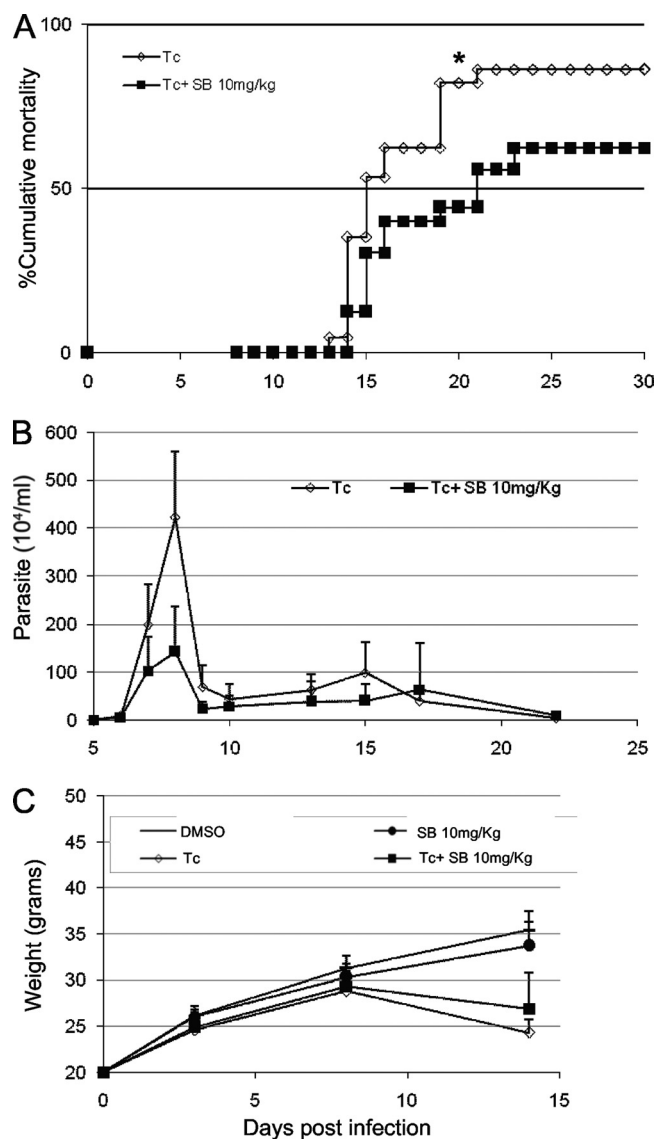 A
%Cumulative mortality
100
50
0
Tc
Tc+ SB 10mg/kg
*
0 5 10 15 20 25 30
B
Parasite (10⁴/ml)
600
500
400
300
200
100
0
Tc Tc+ SB 10mg/Kg
5 10 15 20 25
C
Weight (grams)
50
45
40
35
30
25
20
DMSO SB 10mg/Kg
Tc Tc+ SB 10mg/Kg
0 5 10 15
Days post infection